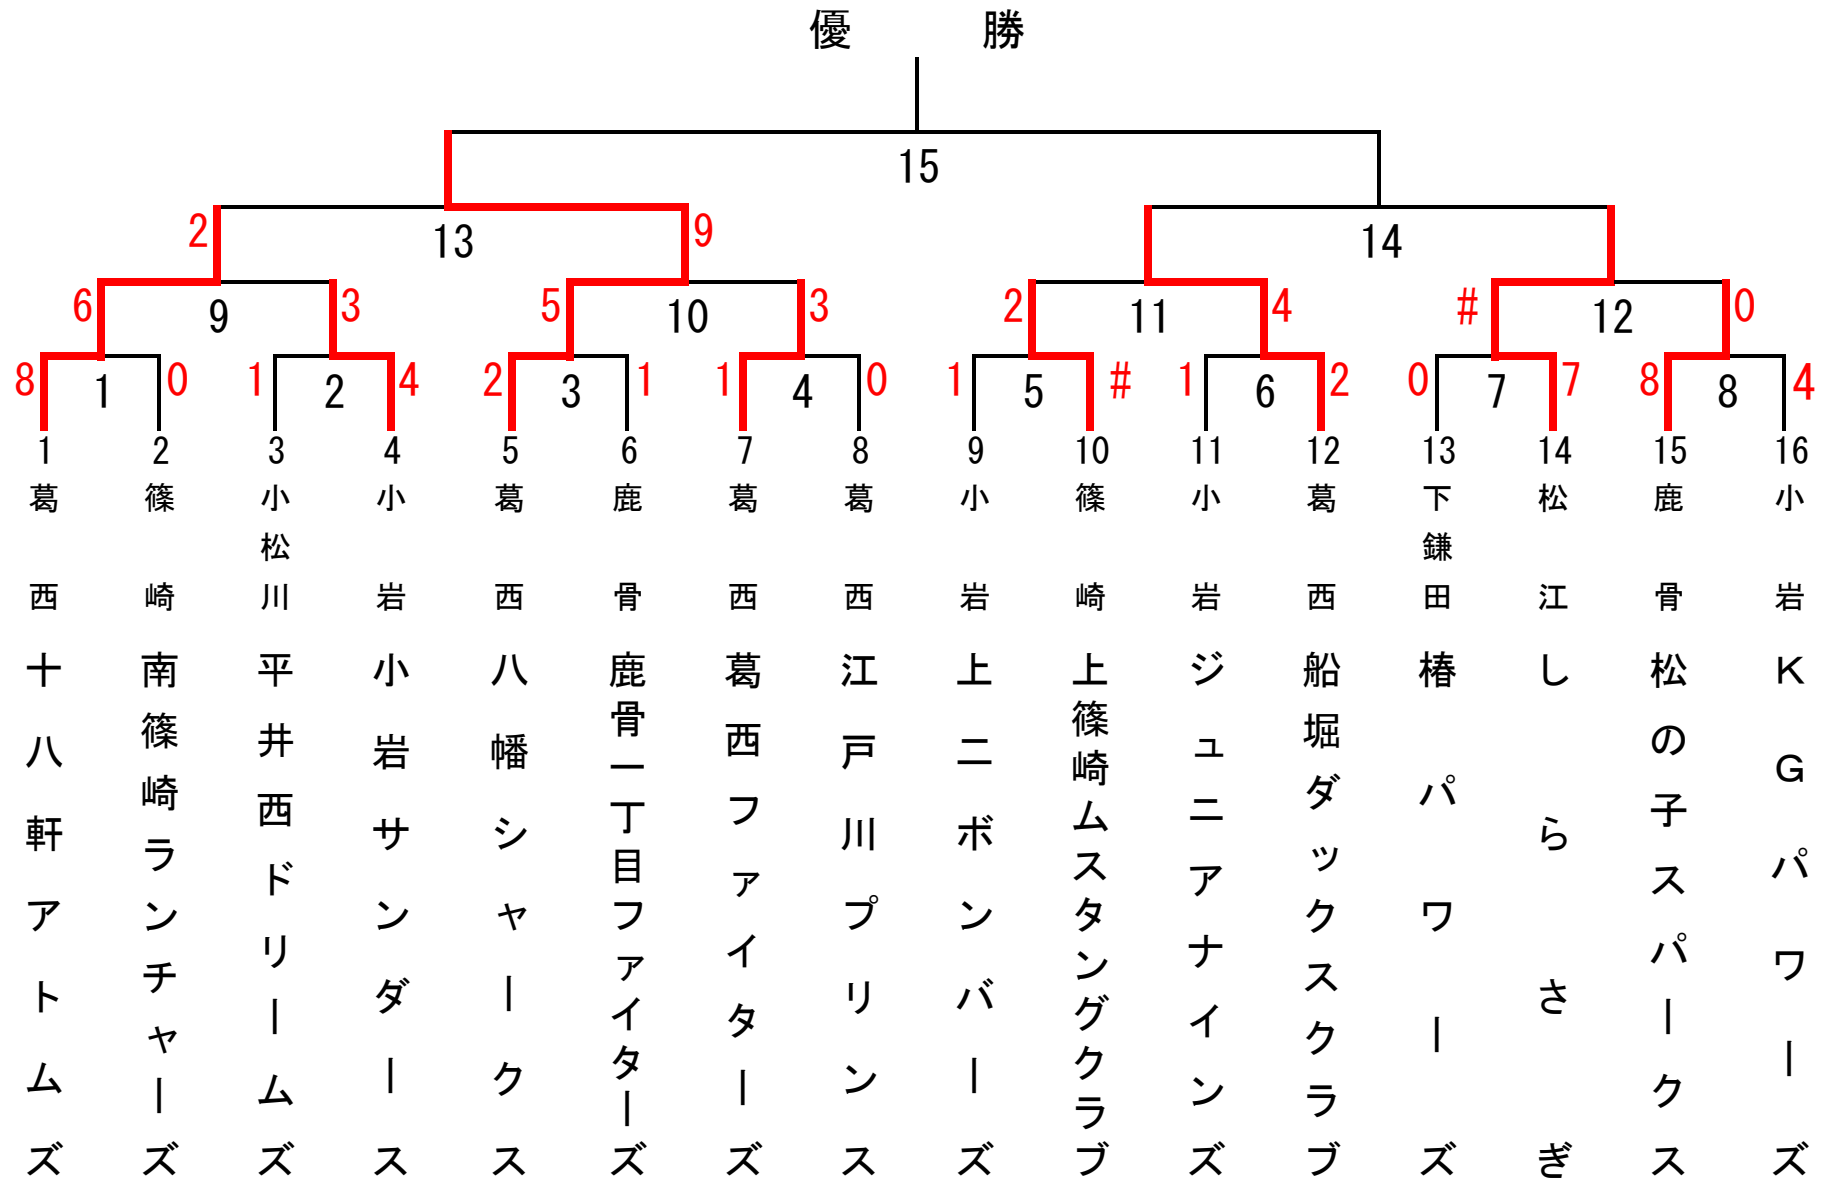 優　勝
15
2 13 9 14
6 9 3 5 10 3 2 11 4 # 12 0
8 1 0 1 2 4 2 3 1 1 4 0 1 5 # 1 6 2 0 7 7 8 8 4
1 2 3 4 5 6 7 8 9 10 11 12 13 14 15 16
葛西
十八軒アトムズ
篠崎
南篠崎ランチャーズ
小松川
平井西ドリームズ
小岩
小岩サンダース
葛西
八幡シャークス
鹿骨
鹿骨一丁目ファイターズ
葛西
葛西ファイターズ
葛西
江戸川プリンス
小岩
上一ボンバーズ
篠崎
上篠崎ムスタングクラブ
小岩
ジュニアナインズ
葛西
船堀ダックスクラブ
下鎌田
椿パワーズ
松江
しらさぎ
鹿骨
松の子スパークス
小岩
ＫＧパワーズ